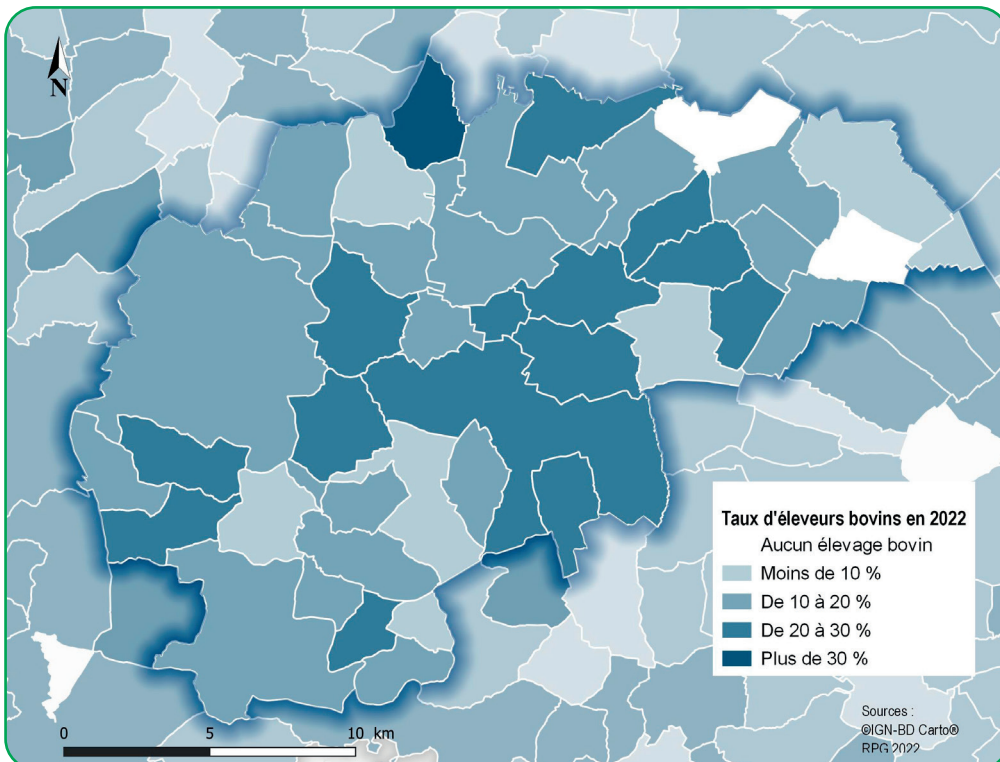 N
Taux d'éleveurs bovins en 2022
Aucun élevage bovin
Moins de 10 %
De 10 à 20 %
De 20 à 30 %
Plus de 30 %
0 5 10 km
Sources :
©IGN-BD Carto®
RPG 2022